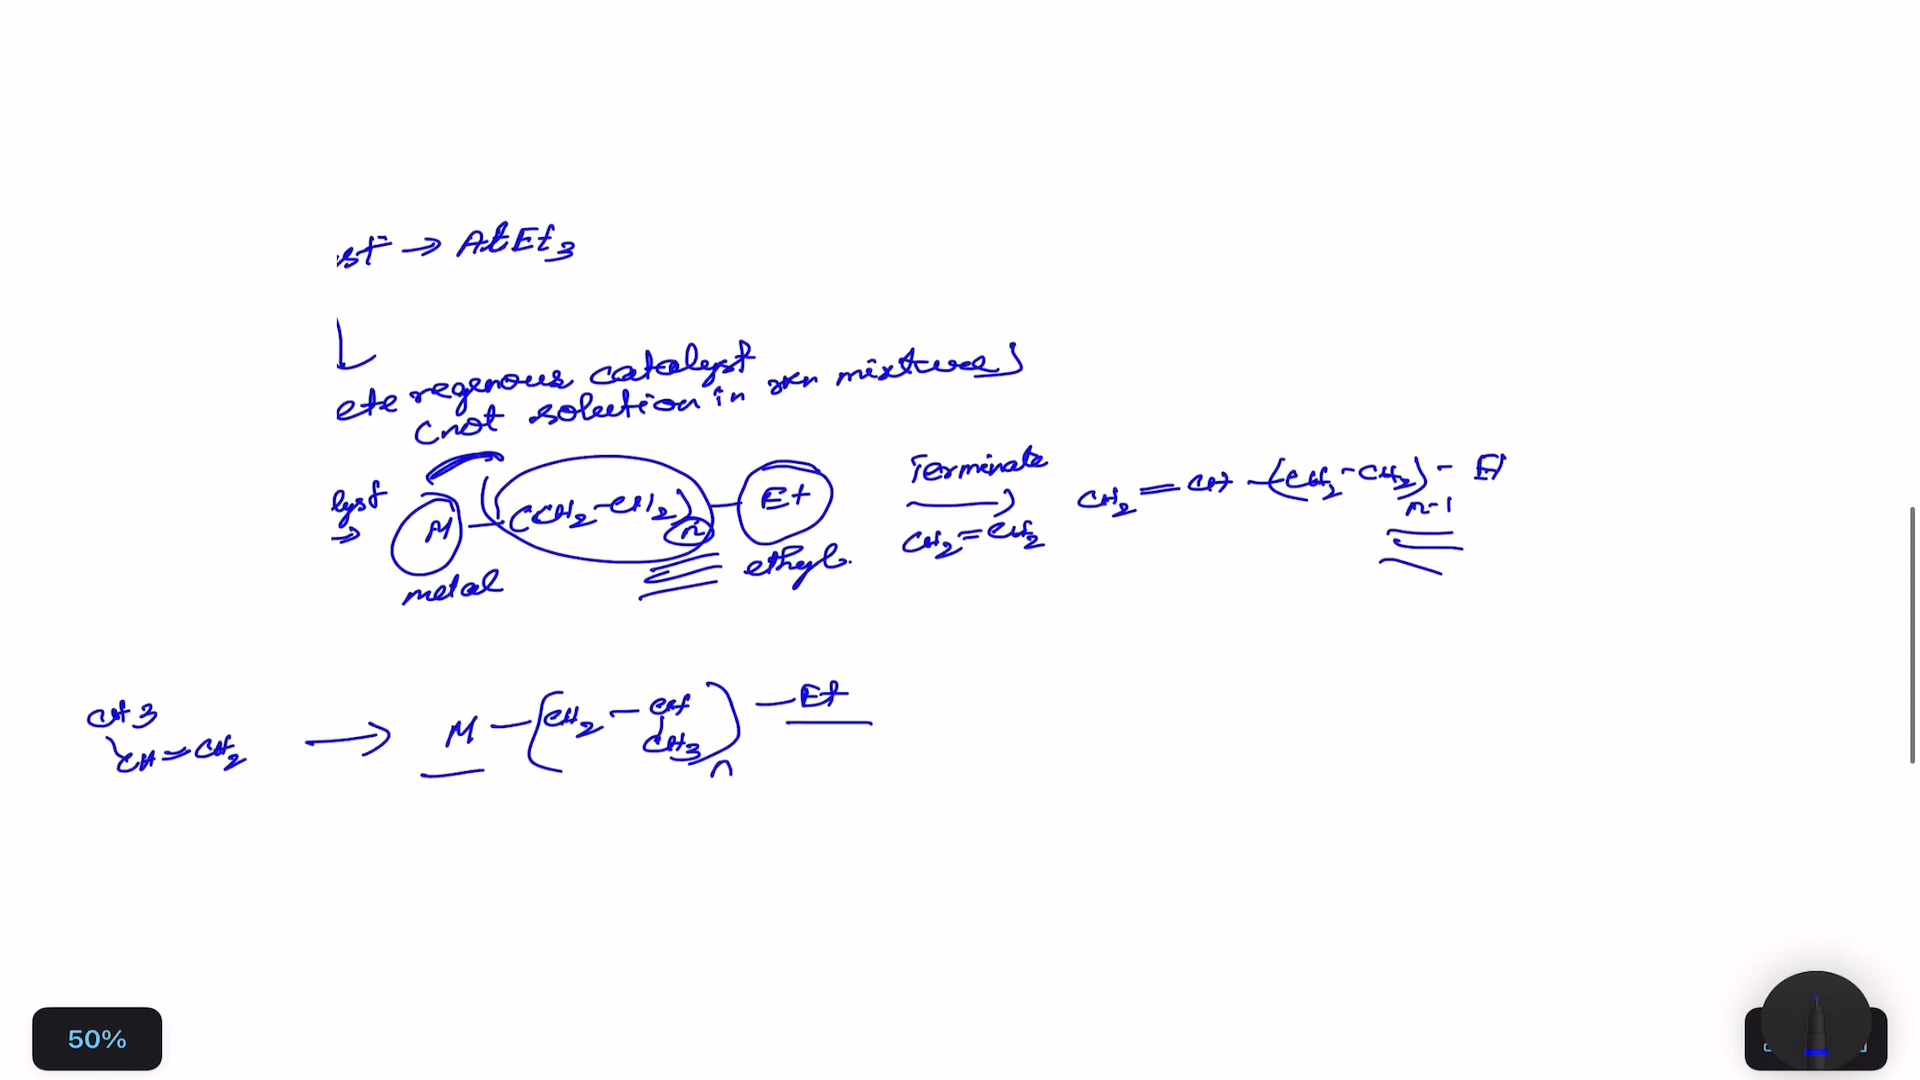 st → AlEt3
eteregenous catalyst
(not solution in rxn mixture)
lyst → M — (CH2-CH2)n — Et Terminate → CH2=CH2 CH2=CH-(CH2-CH2)n-1 - Et
metal ethyl.
CH3
CH=CH2 → M — (CH2 - CH)n — Et
CH3
50%